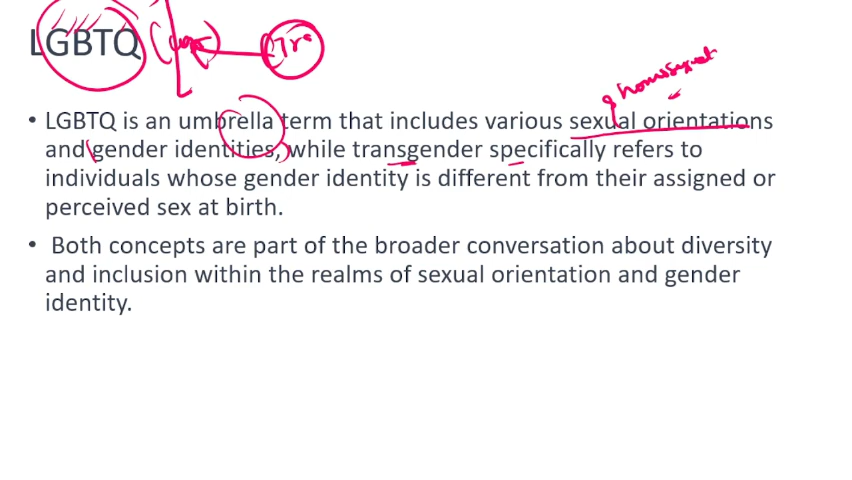 LGBTQ
homosexual
• LGBTQ is an umbrella term that includes various sexual orientations
and gender identities, while transgender specifically refers to
individuals whose gender identity is different from their assigned or
perceived sex at birth.
• Both concepts are part of the broader conversation about diversity
and inclusion within the realms of sexual orientation and gender
identity.